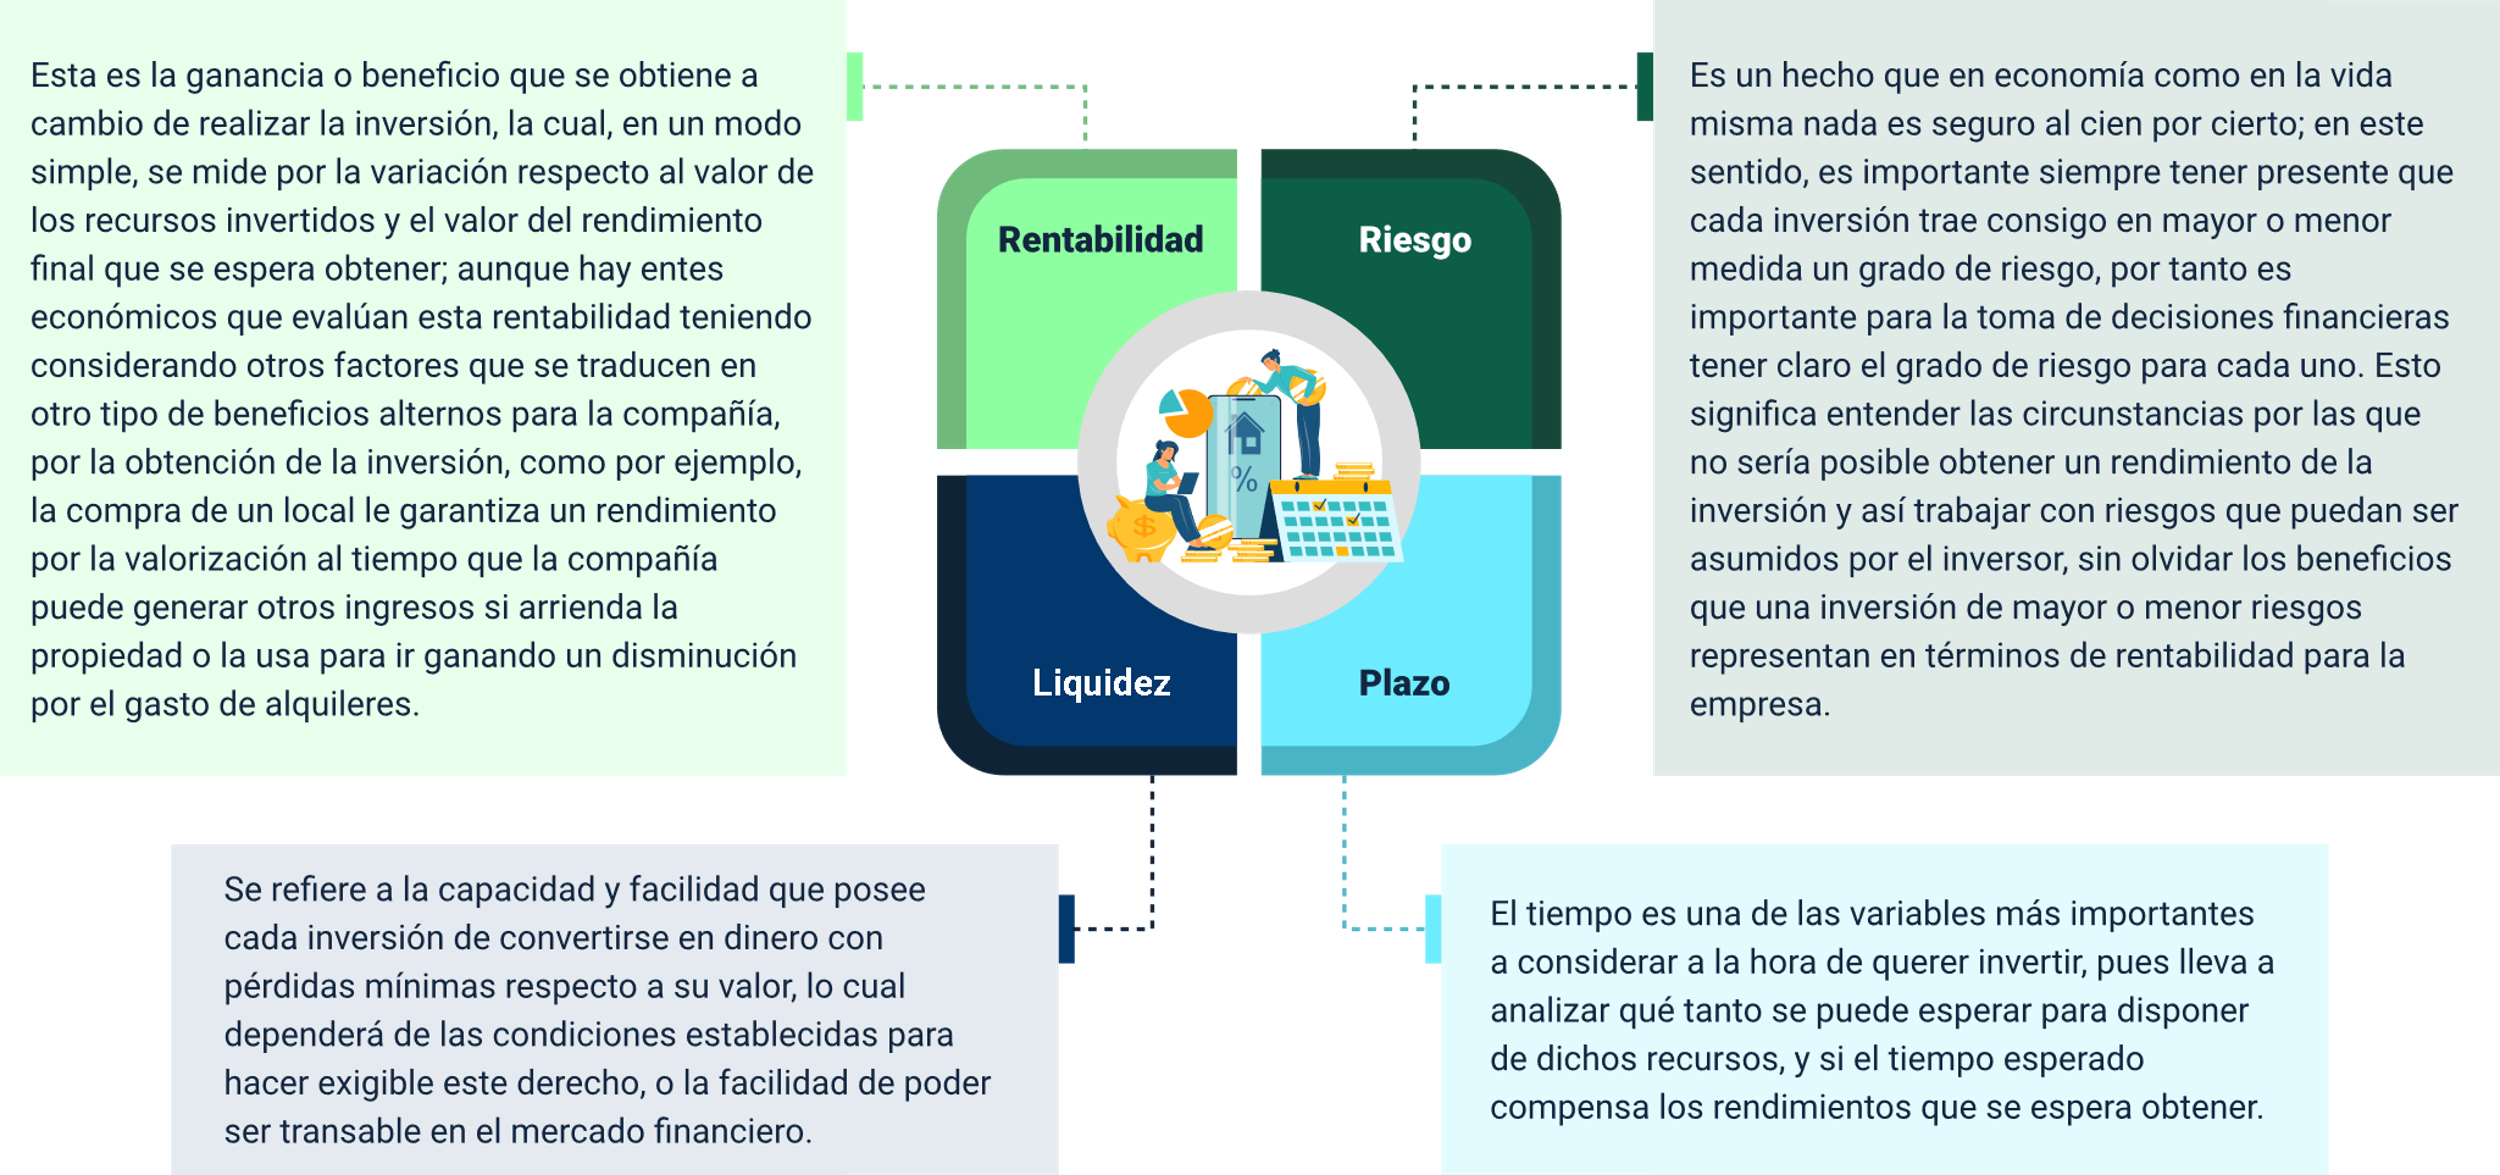 Esta es la ganancia o beneficio que se obtiene a
cambio de realizar la inversión, la cual, en un modo
simple, se mide por la variación respecto al valor de
los recursos invertidos y el valor del rendimiento
final que se espera obtener; aunque hay entes
económicos que evalúan esta rentabilidad teniendo
considerando otros factores que se traducen en
otro tipo de beneficios alternos para la compañía,
por la obtención de la inversión, como por ejemplo,
la compra de un local le garantiza un rendimiento
por la valorización al tiempo que la compañía
puede generar otros ingresos si arrienda la
propiedad o la usa para ir ganando un disminución
por el gasto de alquileres.
Rentabilidad
Riesgo
Es un hecho que en economía como en la vida
misma nada es seguro al cien por cierto; en este
sentido, es importante siempre tener presente que
cada inversión trae consigo en mayor o menor
medida un grado de riesgo, por tanto es
importante para la toma de decisiones financieras
tener claro el grado de riesgo para cada uno. Esto
significa entender las circunstancias por las que
no sería posible obtener un rendimiento de la
inversión y así trabajar con riesgos que puedan ser
asumidos por el inversor, sin olvidar los beneficios
que una inversión de mayor o menor riesgos
representan en términos de rentabilidad para la
empresa.
%
$
Liquidez
Plazo
Se refiere a la capacidad y facilidad que posee
cada inversión de convertirse en dinero con
pérdidas mínimas respecto a su valor, lo cual
dependerá de las condiciones establecidas para
hacer exigible este derecho, o la facilidad de poder
ser transable en el mercado financiero.
El tiempo es una de las variables más importantes
a considerar a la hora de querer invertir, pues lleva a
analizar qué tanto se puede esperar para disponer
de dichos recursos, y si el tiempo esperado
compensa los rendimientos que se espera obtener.